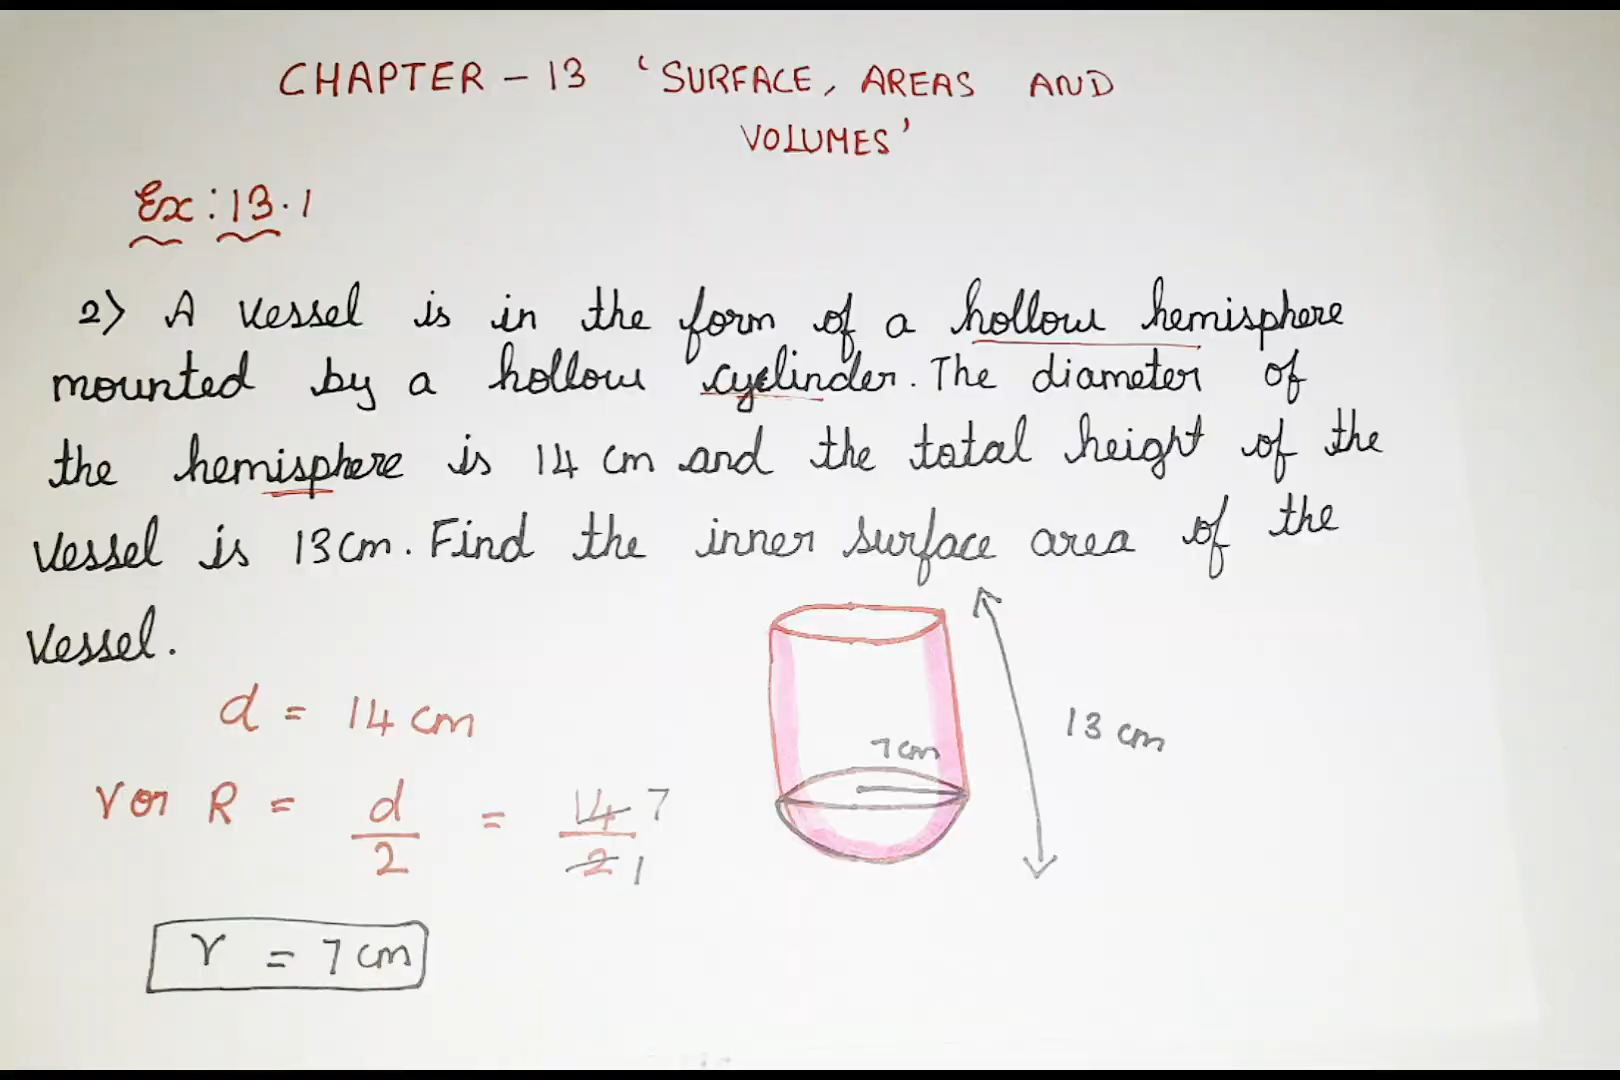 CHAPTER - 13 ‘SURFACE, AREAS AND
VOLUMES’
Ex : 13.1
2) A vessel is in the form of a hollow hemisphere
mounted by a hollow cylinder. The diameter of
the hemisphere is 14 cm and the total height of the
vessel is 13cm. Find the inner surface area of the
vessel.
d = 14 cm
r or R = d/2 = 14/2 7/1
r = 7 cm
7cm
13 cm